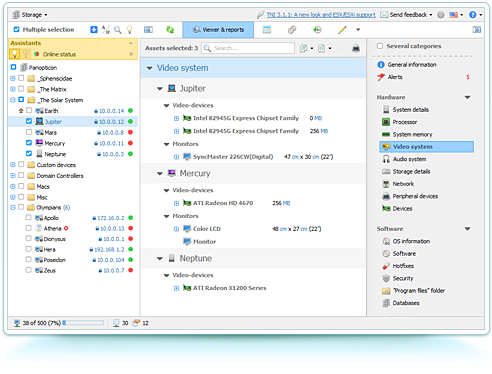 Storage
TNI 3.1.1: A new look and ESX/ESXi support
Send feedback
Multiple selection
Viewer & reports
Assistants
Online status
Panopticon
_Spheniscidae
_The Matrix
_The Solar System
Earth 10.0.0.14
Jupiter 10.0.0.12
Mars 10.0.0.8
Mercury 10.0.0.11
Neptune 10.0.0.3
Custom devices
Domain Controllers
Macs
Misc
Olympians (6)
Apollo 172.16.0.2
Athena 10.0.0.13
Dionysus 10.0.0.1
Hera 192.168.1.2
Poseidon 10.0.0.104
Zeus 10.0.0.7
Assets selected: 3
Search...
Video system
Jupiter
Video-devices
Intel 82945G Express Chipset Family 0 MB
Intel 82945G Express Chipset Family 256 MB
Monitors
SyncMaster 226CW(Digital) 47 cm x 30 cm (22")
Mercury
Video-devices
ATI Radeon HD 4670 256 MB
Monitors
Color LCD 48 cm x 27 cm (22")
Monitor
Neptune
Video-devices
ATI Radeon X1200 Series
Several categories
General information
Alerts 5
Hardware
System details
Processor
System memory
Video system
Audio system
Storage details
Network
Peripheral devices
Devices
Software
OS information
Software
Hotfixes
Security
"Program files" folder
Databases
38 of 500 (7%)
30
12